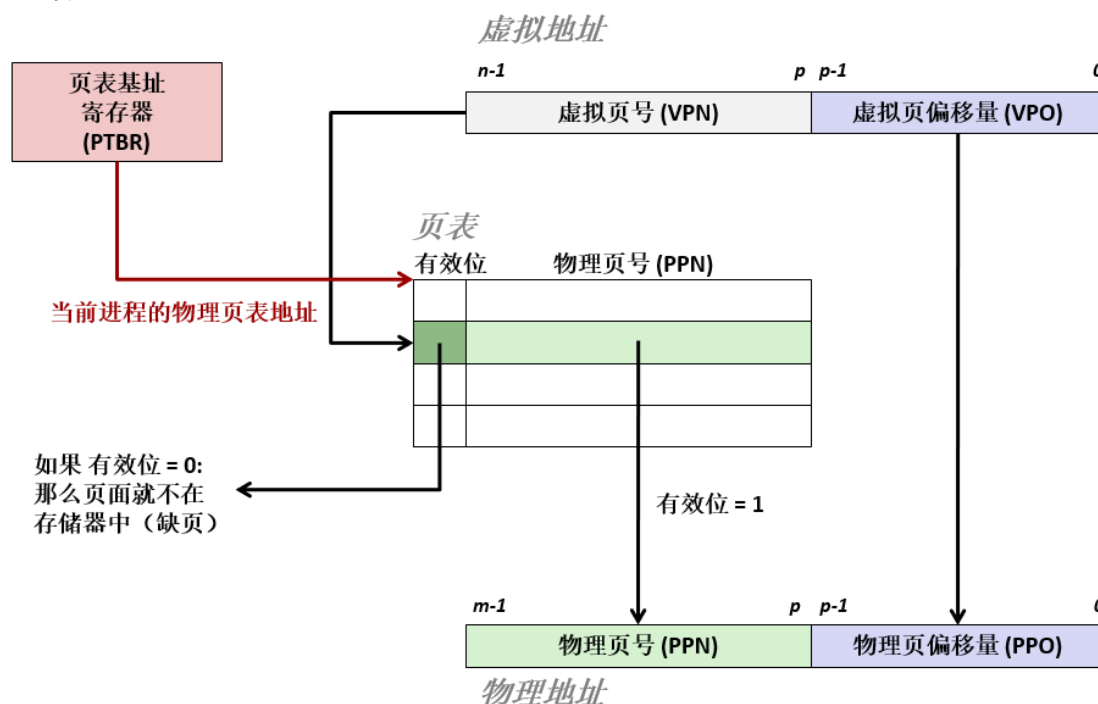 虚拟地址
n-1 p p-1 0
页表基址
寄存器
(PTBR)
虚拟页号 (VPN) 虚拟页偏移量 (VPO)
页表
有效位 物理页号 (PPN)
当前进程的物理页表地址
如果 有效位 = 0:
那么页面就不在
存储器中（缺页）
有效位 = 1
m-1 p p-1 0
物理页号 (PPN) 物理页偏移量 (PPO)
物理地址